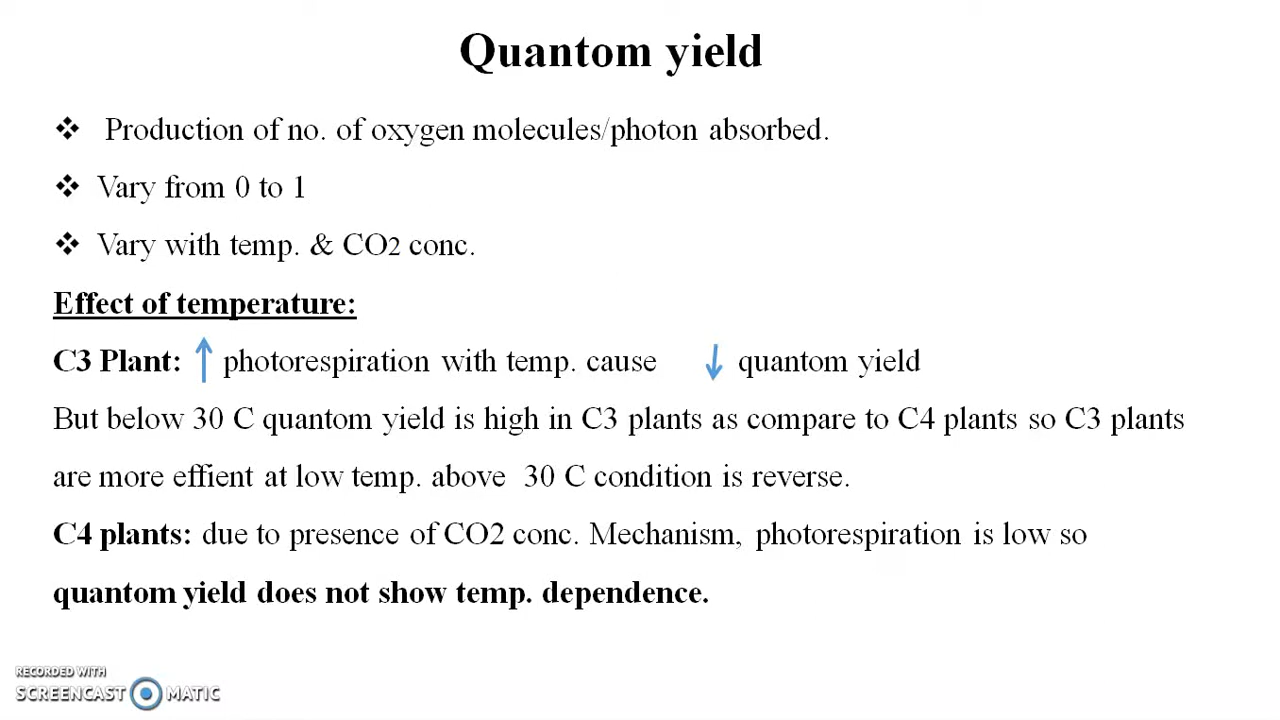 Quantom yield
❖ Production of no. of oxygen molecules/photon absorbed.
❖ Vary from 0 to 1
❖ Vary with temp. & CO2 conc.
Effect of temperature:
C3 Plant: ↑ photorespiration with temp. cause ↓ quantom yield
But below 30 C quantom yield is high in C3 plants as compare to C4 plants so C3 plants
are more effient at low temp. above 30 C condition is reverse.
C4 plants: due to presence of CO2 conc. Mechanism, photorespiration is low so
quantom yield does not show temp. dependence.
RECORDED WITH
SCREENCAST MATIC